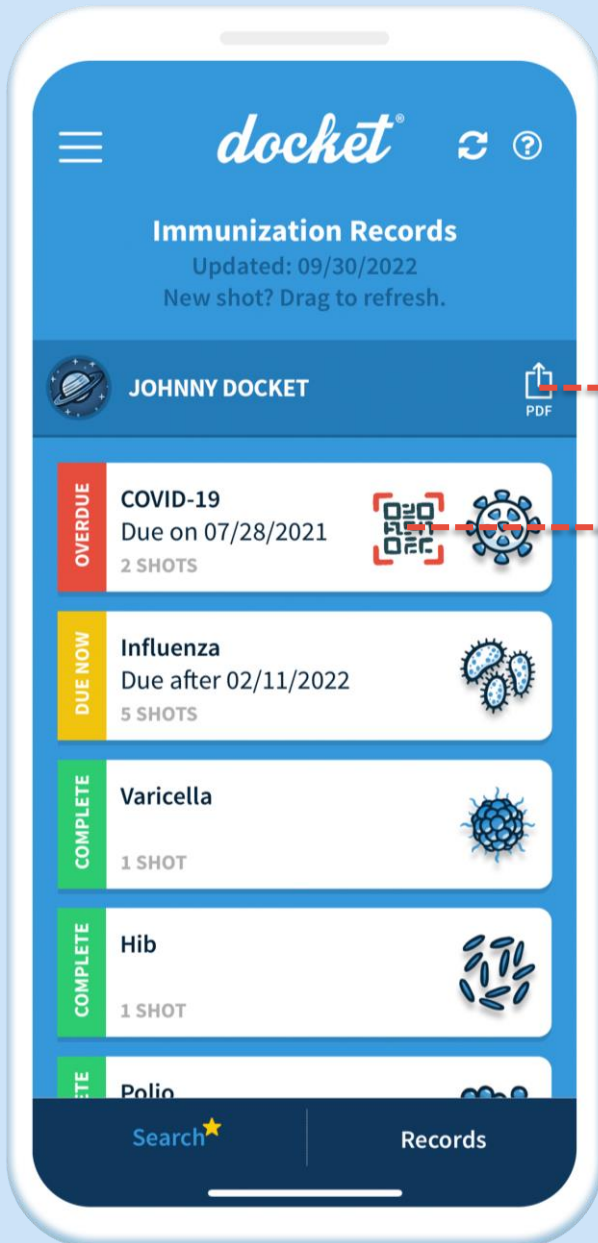 docket®
Immunization Records
Updated: 09/30/2022
New shot? Drag to refresh.
JOHNNY DOCKET
PDF
OVERDUE
COVID-19
Due on 07/28/2021
2 SHOTS
DUE NOW
Influenza
Due after 02/11/2022
5 SHOTS
COMPLETE
Varicella
1 SHOT
COMPLETE
Hib
1 SHOT
Polio
Search
Records